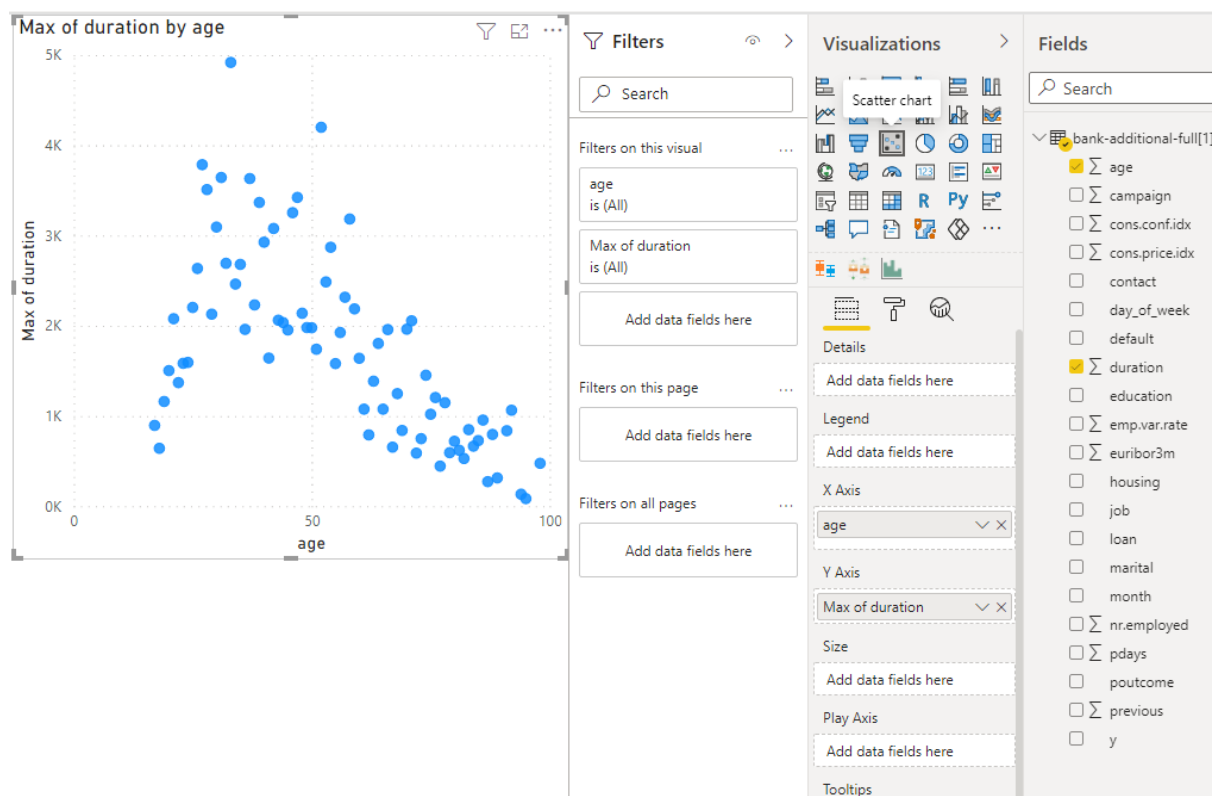 Max of duration by age
5K
4K
3K
2K
1K
0K
0
50
100
Max of duration
age
Filters
Search
Filters on this visual
age
is (All)
Max of duration
is (All)
Add data fields here
Filters on this page
Add data fields here
Filters on all pages
Add data fields here
Visualizations
Scatter chart
123
R
Py
Details
Add data fields here
Legend
Add data fields here
X Axis
age
Y Axis
Max of duration
Size
Add data fields here
Play Axis
Add data fields here
Tooltips
Fields
Search
bank-additional-full[1]
∑ age
∑ campaign
∑ cons.conf.idx
∑ cons.price.idx
contact
day_of_week
default
∑ duration
education
∑ emp.var.rate
∑ euribor3m
housing
job
loan
marital
month
∑ nr.employed
∑ pdays
poutcome
∑ previous
y